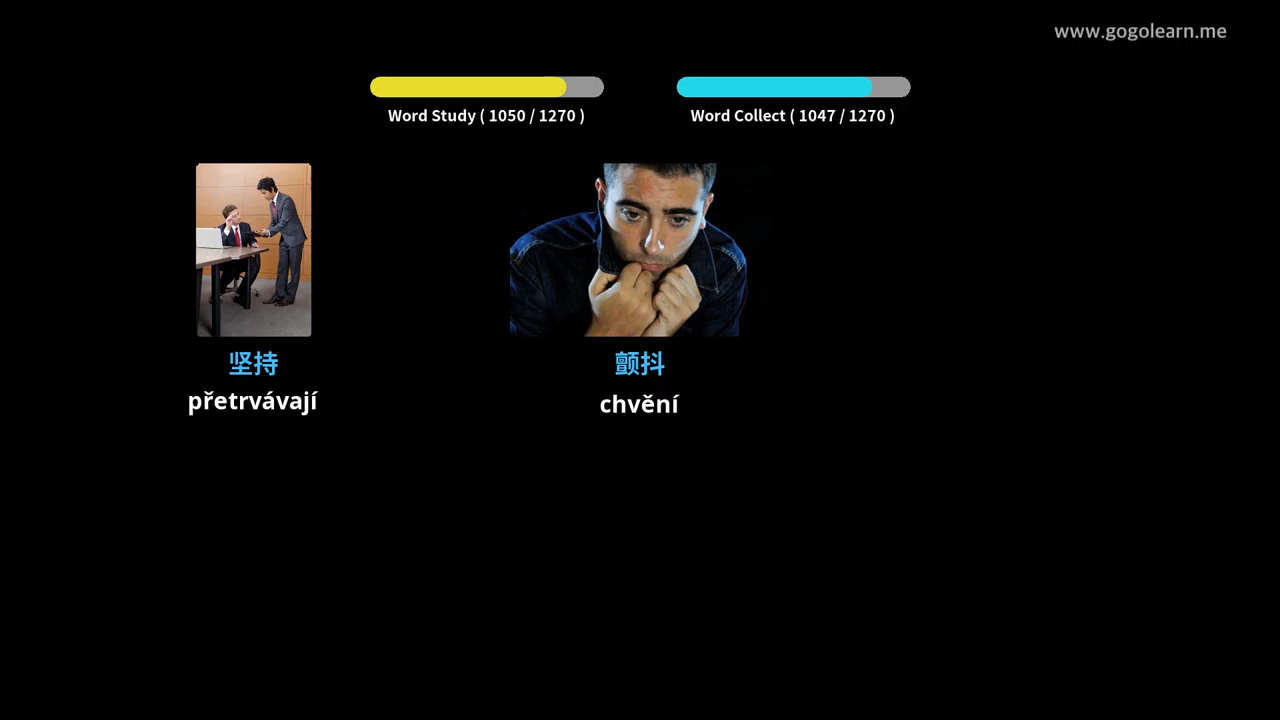 www.gogolearn.me
Word Study ( 1050 / 1270 )
Word Collect ( 1047 / 1270 )
坚持
颤抖
přetrvávají
chvění